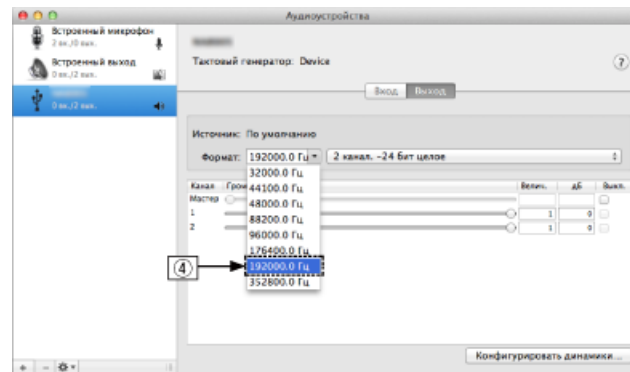 Аудиоустройства
Встроенный микрофон
2 вх./0 вых.
Встроенный выход
0 вх./2 вых.
0 вх./2 вых.
Тактовый генератор: Device
?
Вход Выход
Источник: По умолчанию
Формат: 192000.0 Гц 2 канал. -24 бит целое
32000.0 Гц
44100.0 Гц
48000.0 Гц
88200.0 Гц
96000.0 Гц
176400.0 Гц
192000.0 Гц
352800.0 Гц
Канал Гром Велич. дБ Выкл.
Мастер
1 1 0
2 1 0
4
Конфигурировать динамики...